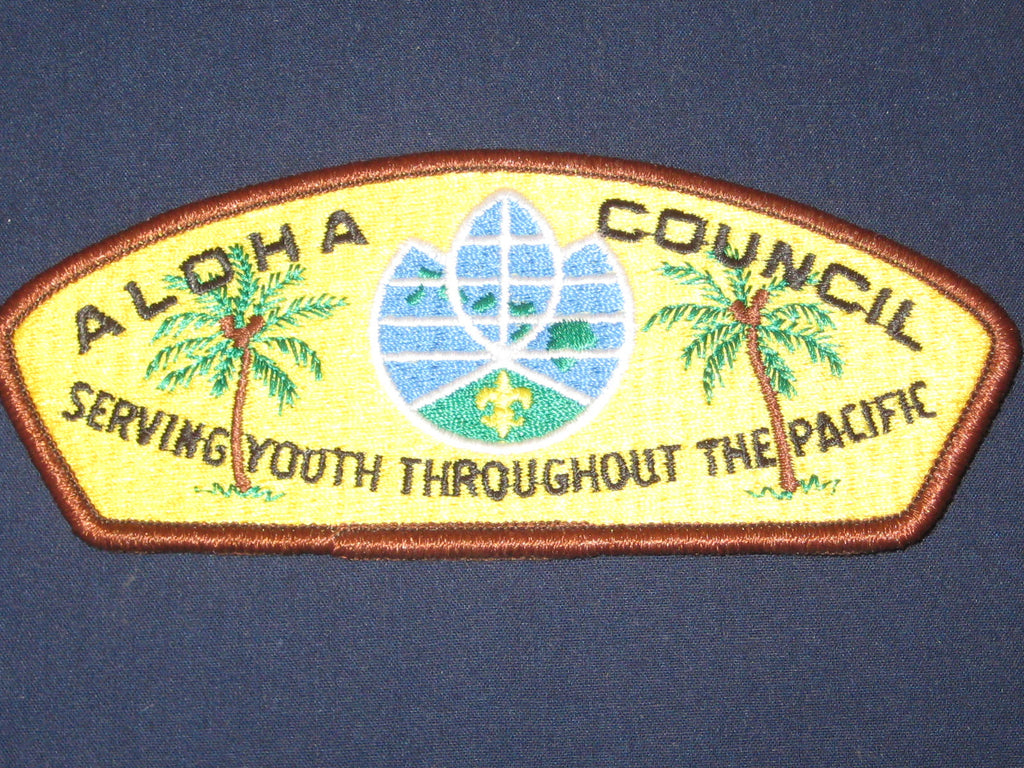 ALOHA COUNCIL
SERVING YOUTH THROUGHOUT THE PACIFIC